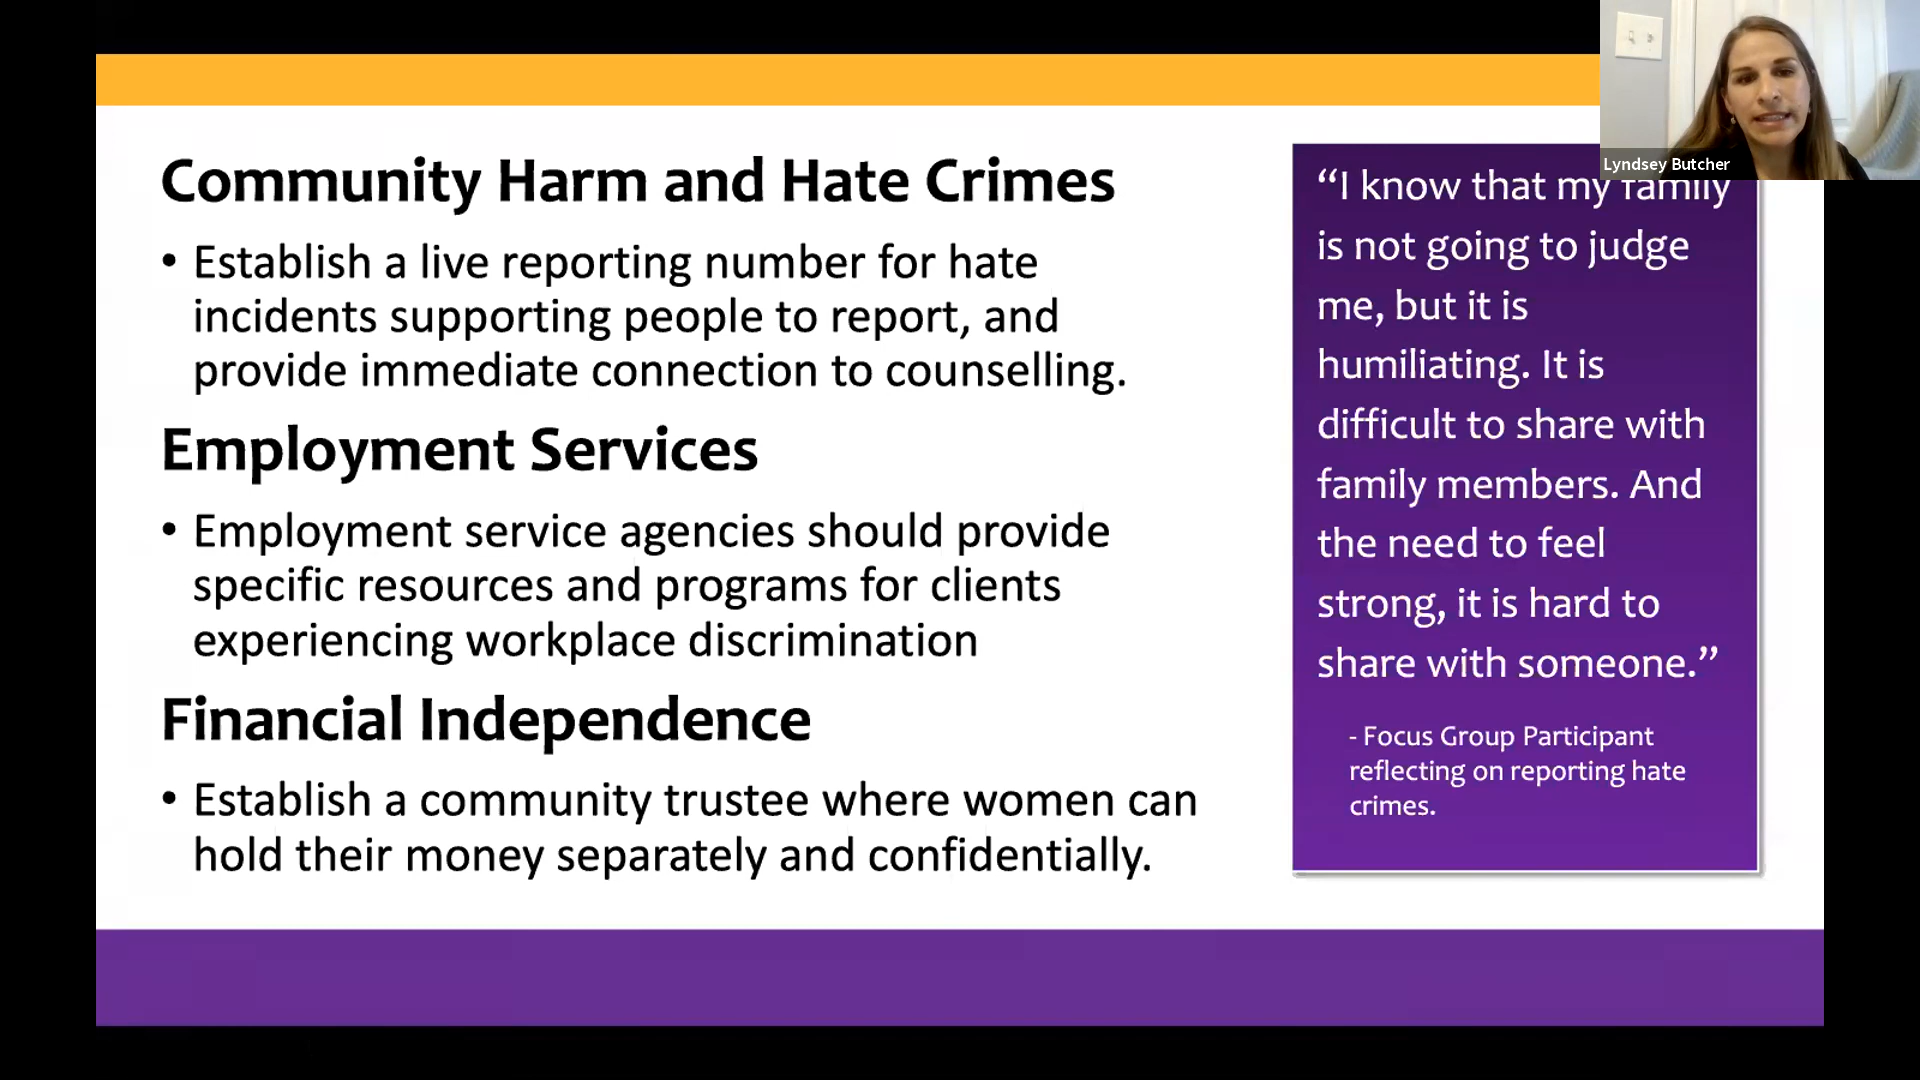 Community Harm and Hate Crimes
• Establish a live reporting number for hate
incidents supporting people to report, and
provide immediate connection to counselling.
Employment Services
• Employment service agencies should provide
specific resources and programs for clients
experiencing workplace discrimination
Financial Independence
• Establish a community trustee where women can
hold their money separately and confidentially.
“I know that my family
is not going to judge
me, but it is
humiliating. It is
difficult to share with
family members. And
the need to feel
strong, it is hard to
share with someone.”
- Focus Group Participant
reflecting on reporting hate
crimes.
Lyndsey Butcher